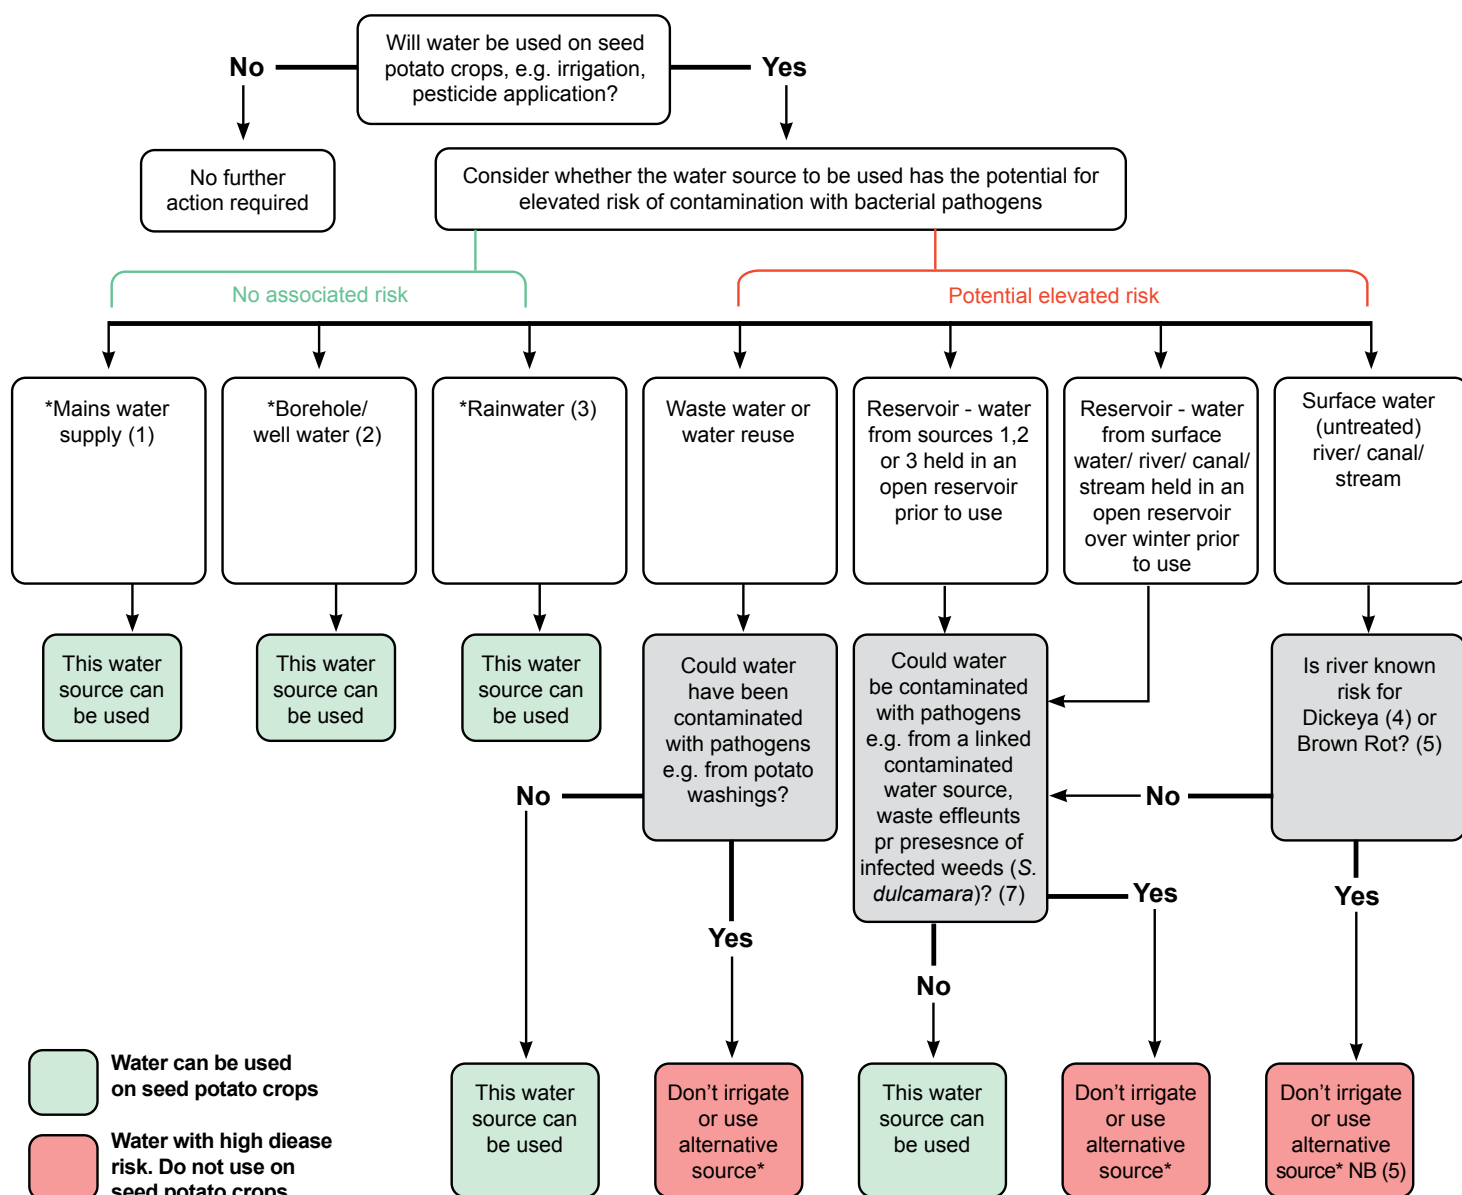 Will water be used on seed
potato crops, e.g. irrigation,
pesticide application?
No
Yes
No further
action required
Consider whether the water source to be used has the potential for
elevated risk of contamination with bacterial pathogens
No associated risk
Potential elevated risk
*Mains water
supply (1)
*Borehole/
well water (2)
*Rainwater (3)
Waste water or
water reuse
Reservoir - water
from sources 1,2
or 3 held in an
open reservoir
prior to use
Reservoir - water
from surface
water/ river/ canal/
stream held in an
open reservoir
over winter prior
to use
Surface water
(untreated)
river/ canal/
stream
This water
source can
be used
This water
source can
be used
This water
source can
be used
Could water
have been
contaminated
with pathogens
e.g. from potato
washings?
Could water
be contaminated
with pathogens
e.g. from a linked
contaminated
water source,
waste effleunts
pr presesnce of
infected weeds (S.
dulcamara)? (7)
Is river known
risk for
Dickeya (4) or
Brown Rot? (5)
No
No
Yes
Yes
Yes
No
This water
source can
be used
Don't irrigate
or use
alternative
source*
This water
source can
be used
Don't irrigate
or use
alternative
source*
Don't irrigate
or use
alternative
source* NB (5)
Water can be used
on seed potato crops
Water with high diease
risk. Do not use on
seed potato crops